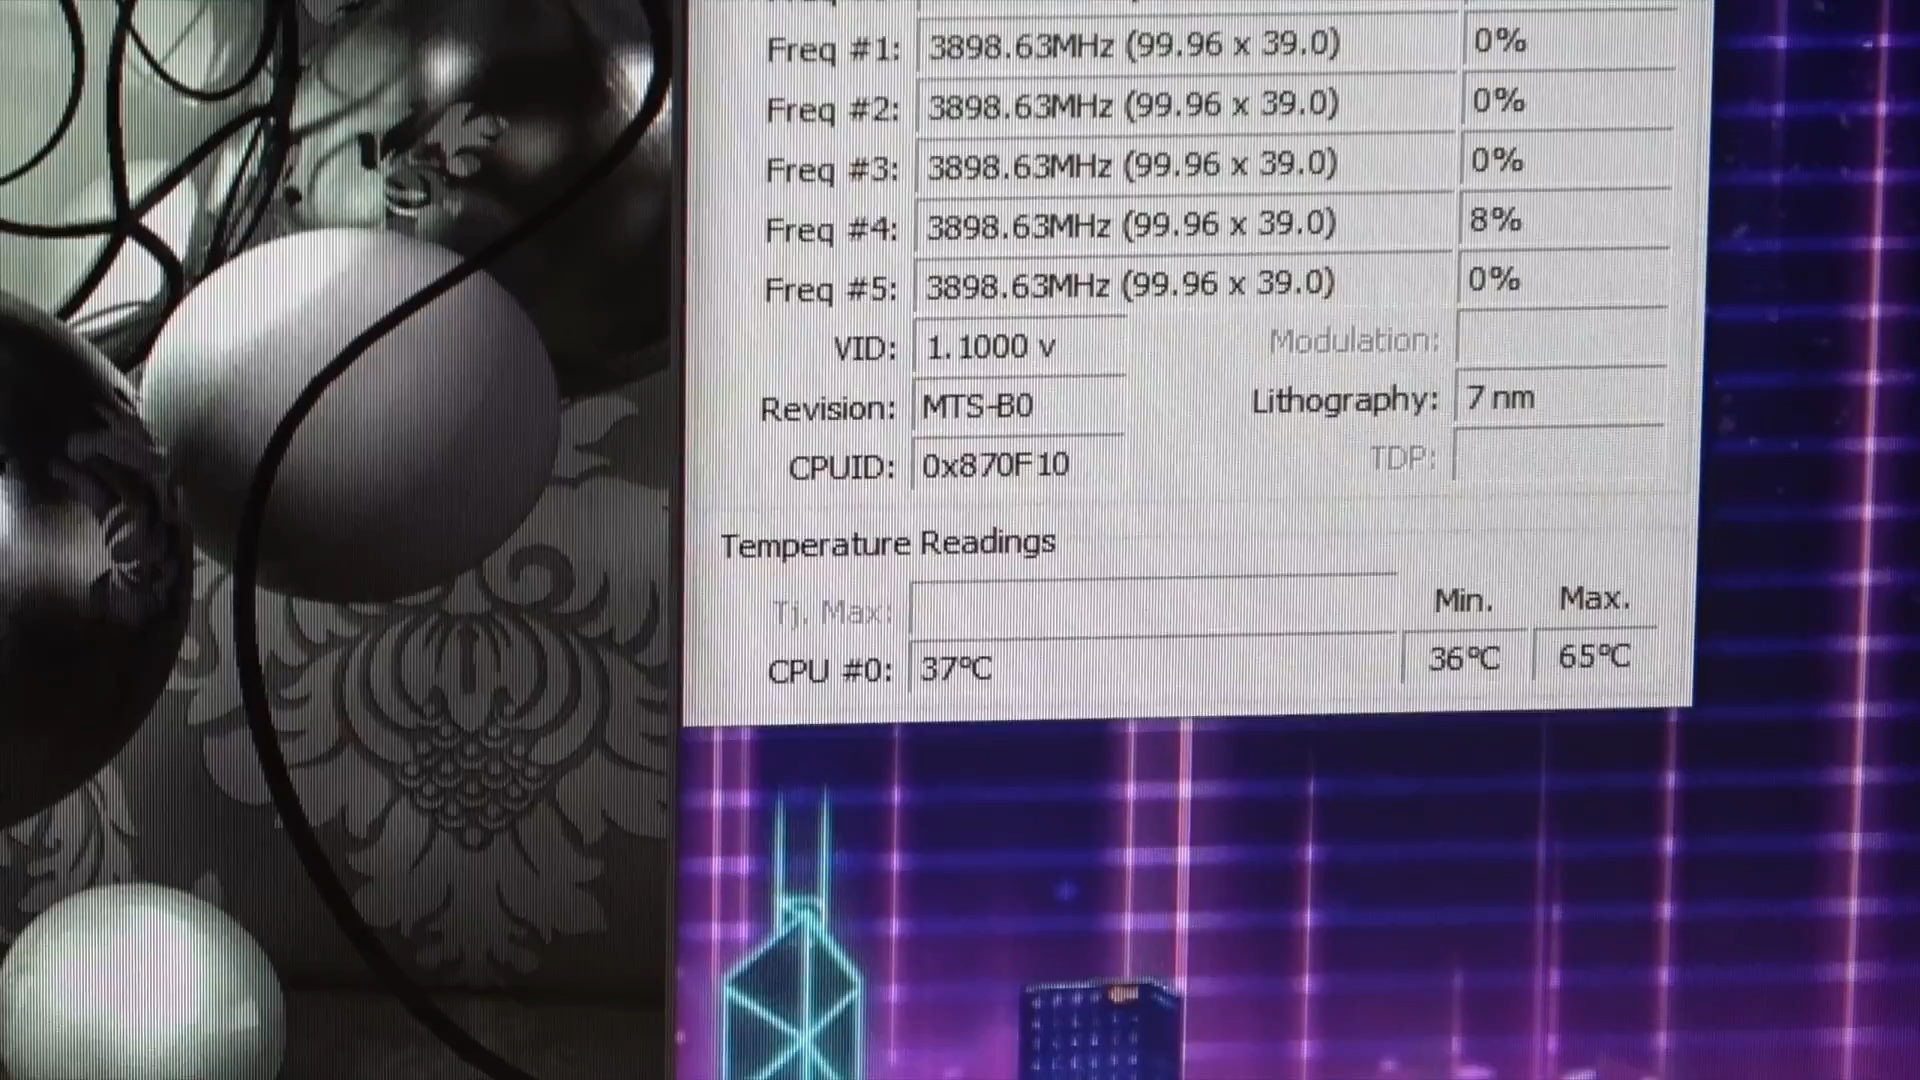 Freq #1: 3898.63MHz (99.96 x 39.0) 0%
Freq #2: 3898.63MHz (99.96 x 39.0) 0%
Freq #3: 3898.63MHz (99.96 x 39.0) 0%
Freq #4: 3898.63MHz (99.96 x 39.0) 8%
Freq #5: 3898.63MHz (99.96 x 39.0) 0%
VID: 1.1000 v Modulation:
Revision: MTS-B0 Lithography: 7 nm
CPUID: 0x870F10 TDP:
Temperature Readings
Tj. Max: Min. Max.
CPU #0: 37°C 36°C 65°C